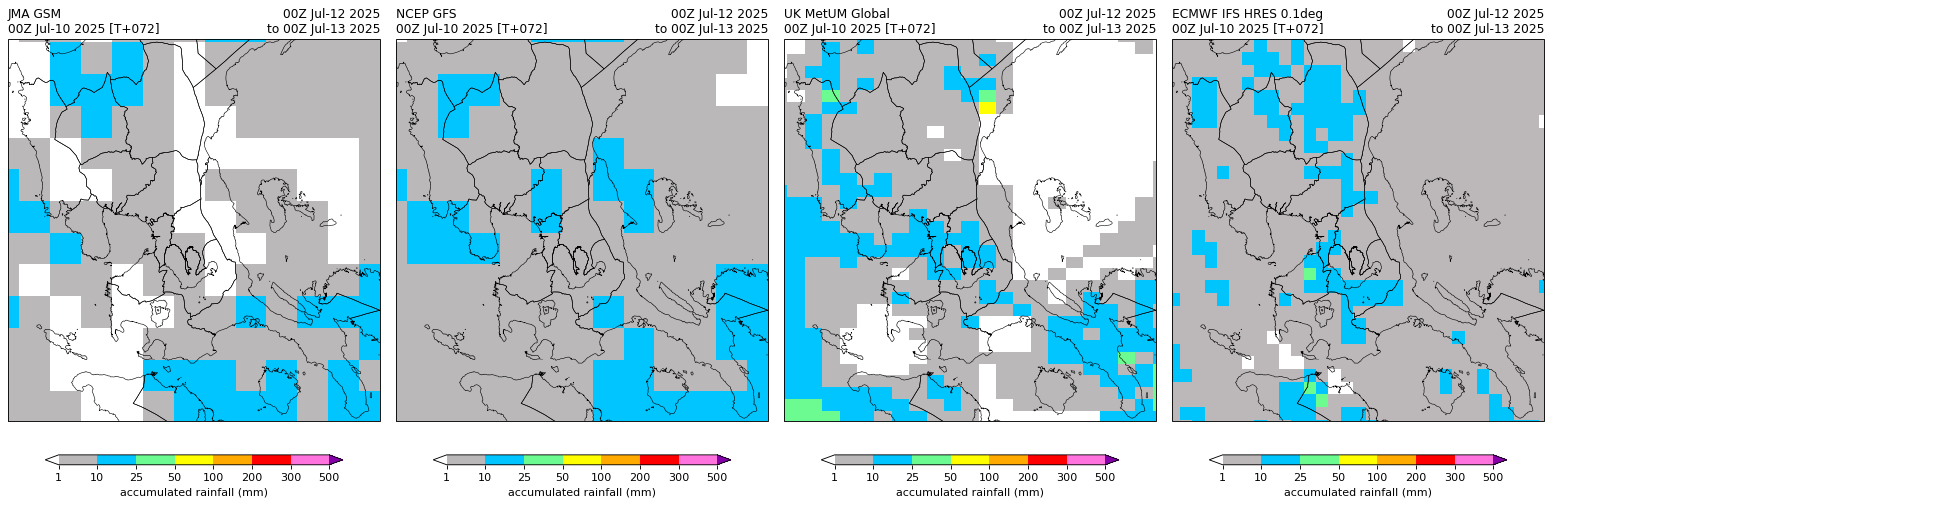 JMA GSM 00Z Jul-12 2025
00Z Jul-10 2025 [T+072] to 00Z Jul-13 2025
NCEP GFS 00Z Jul-12 2025
00Z Jul-10 2025 [T+072] to 00Z Jul-13 2025
UK MetUM Global 00Z Jul-12 2025
00Z Jul-10 2025 [T+072] to 00Z Jul-13 2025
ECMWF IFS HRES 0.1deg 00Z Jul-12 2025
00Z Jul-10 2025 [T+072] to 00Z Jul-13 2025
1 10 25 50 100 200 300 500
accumulated rainfall (mm)
1 10 25 50 100 200 300 500
accumulated rainfall (mm)
1 10 25 50 100 200 300 500
accumulated rainfall (mm)
1 10 25 50 100 200 300 500
accumulated rainfall (mm)